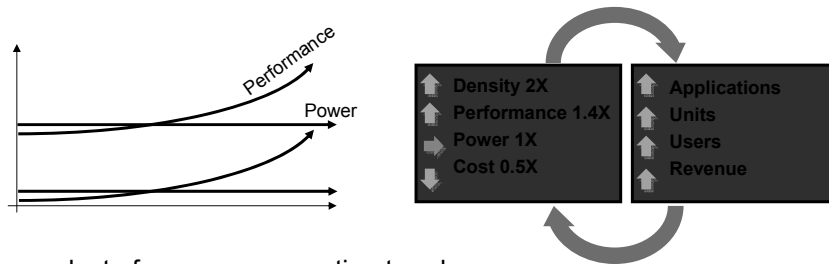 Performance
Power
Density 2X
Performance 1.4X
Power 1X
Cost 0.5X
Applications
Units
Users
Revenue